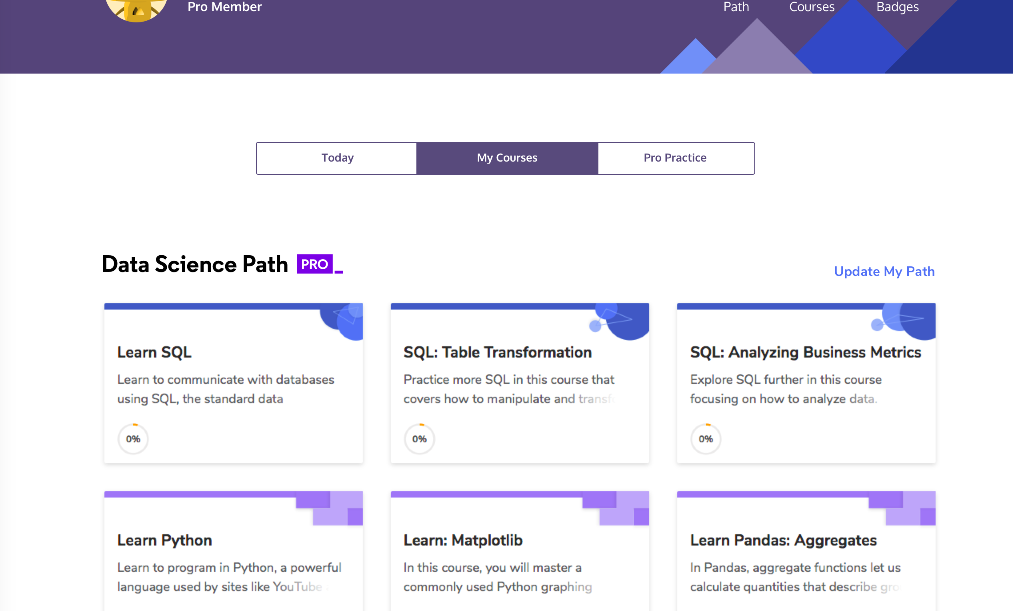 Pro Member
Path
Courses
Badges
Today
My Courses
Pro Practice
Data Science Path PRO_
Update My Path
Learn SQL
Learn to communicate with databases
using SQL, the standard data
0%
SQL: Table Transformation
Practice more SQL in this course that
covers how to manipulate and transf
0%
SQL: Analyzing Business Metrics
Explore SQL further in this course
focusing on how to analyze data.
0%
Learn Python
Learn to program in Python, a powerful
language used by sites like YouTube
Learn: Matplotlib
In this course, you will master a
commonly used Python graphing
Learn Pandas: Aggregates
In Pandas, aggregate functions let us
calculate quantities that describe gro